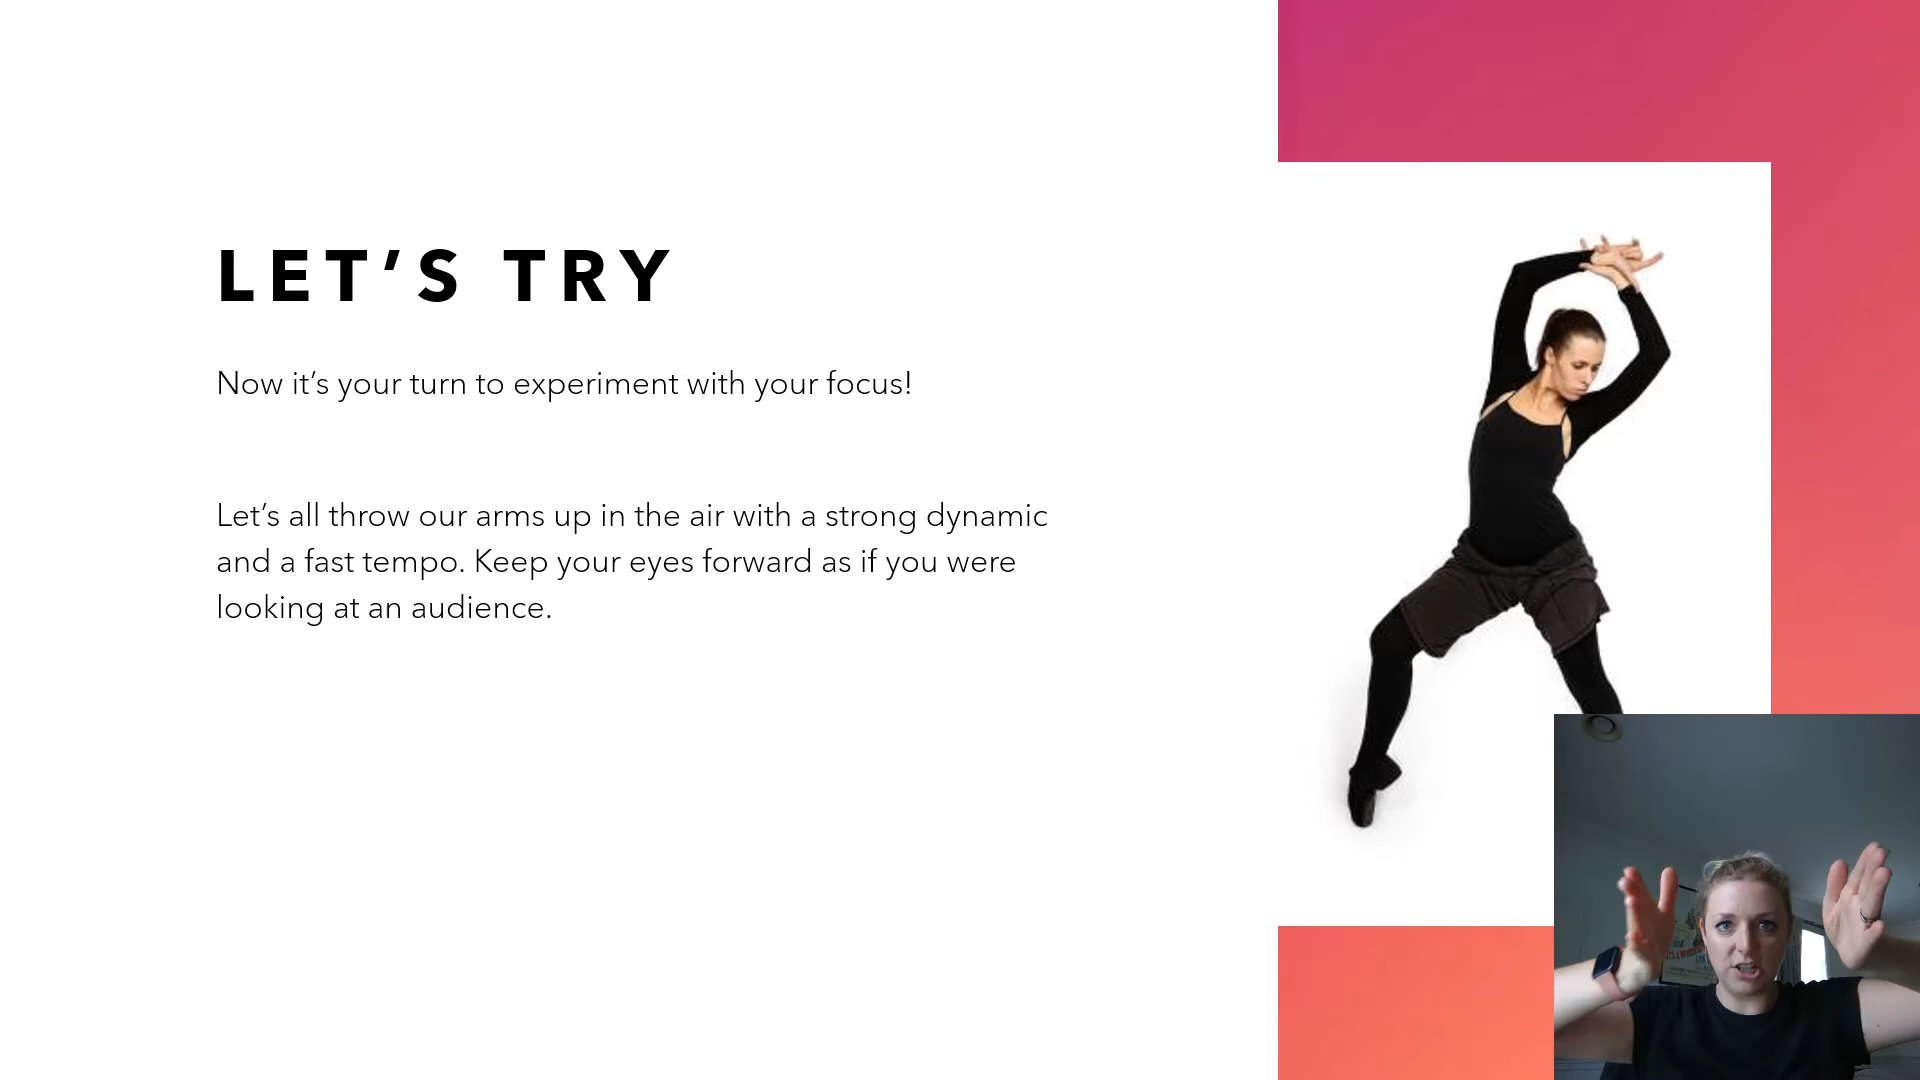 LET’S TRY
Now it’s your turn to experiment with your focus!
Let’s all throw our arms up in the air with a strong dynamic
and a fast tempo. Keep your eyes forward as if you were
looking at an audience.